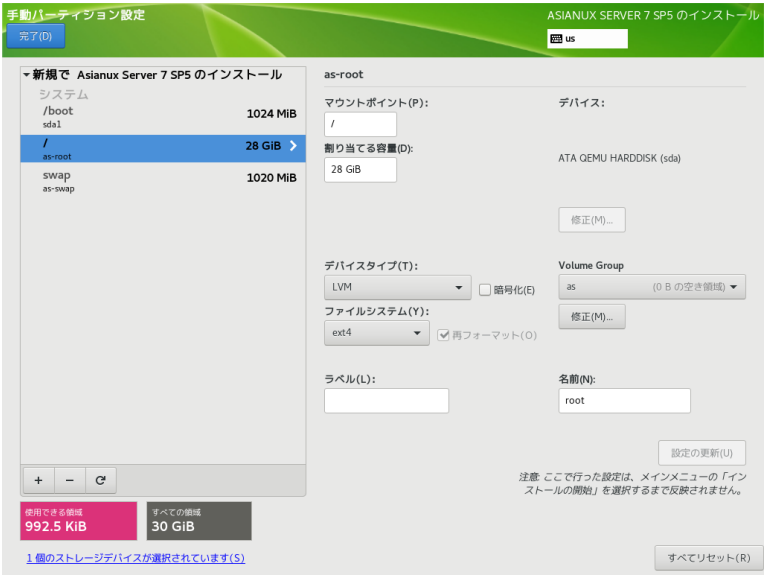 手動パーティション設定
ASIANUX SERVER 7 SP5 のインストール
完了(D)
us
新規で Asianux Server 7 SP5 のインストール
システム
/boot
1024 MiB
sda1
/
28 GiB
as-root
swap
1020 MiB
as-swap
as-root
マウントポイント(P):
デバイス:
/
割り当てる容量(D):
28 GiB
ATA QEMU HARDDISK (sda)
修正(M)...
デバイスタイプ(T):
Volume Group
LVM
暗号化(E)
as
(0 B の空き領域)
ファイルシステム(Y):
修正(M)...
ext4
再フォーマット(O)
ラベル(L):
名前(N):
root
設定の更新(U)
注意: ここで行った設定は、メインメニューの「イン
ストールの開始」を選択するまで反映されません。
使用できる領域
992.5 KiB
すべての領域
30 GiB
1 個のストレージデバイスが選択されています(S)
すべてリセット(R)